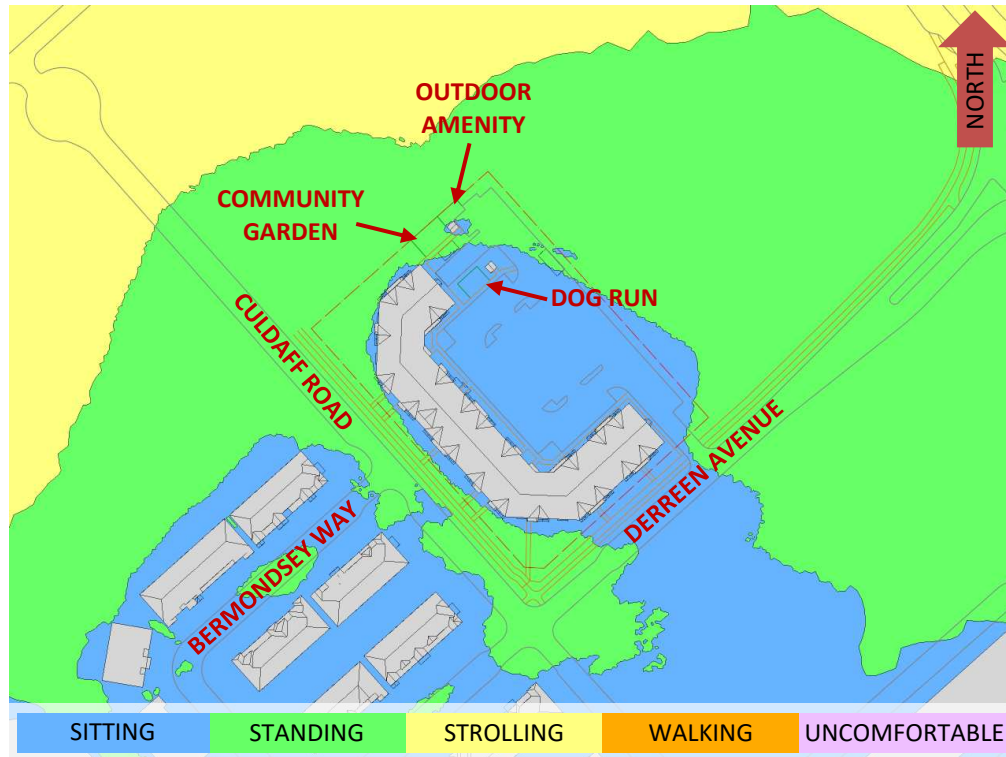 NORTH
OUTDOOR
AMENITY
COMMUNITY
GARDEN
DOG RUN
CULDAFF ROAD
DERREEN AVENUE
BERMONDSEY WAY
SITTING
STANDING
STROLLING
WALKING
UNCOMFORTABLE